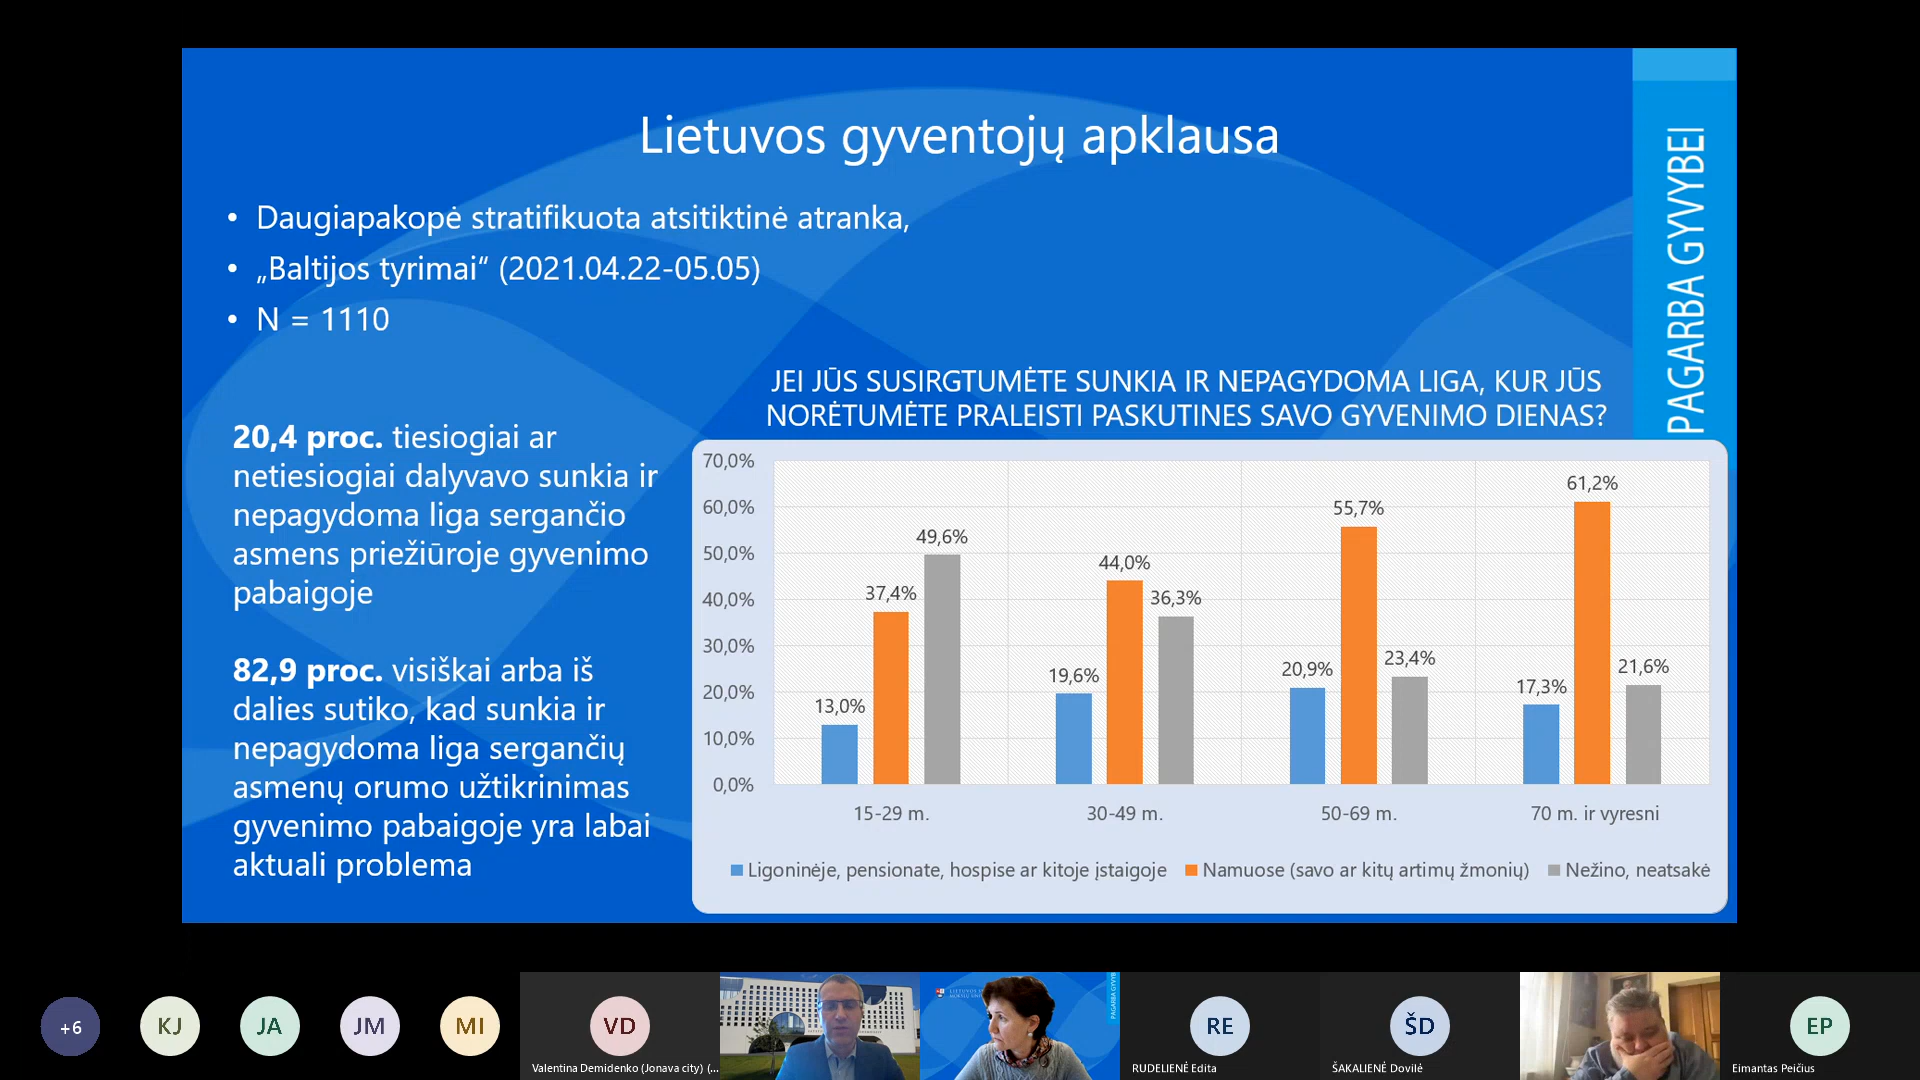 Lietuvos gyventojų apklausa
• Daugiapakopė stratifikuota atsitiktinė atranka,
• „Baltijos tyrimai“ (2021.04.22-05.05)
• N = 1110
PAGARBA GYVYBEI
20,4 proc. tiesiogiai ar
netiesiogiai dalyvavo sunkia ir
nepagydoma liga sergančio
asmens priežiūroje gyvenimo
pabaigoje
82,9 proc. visiškai arba iš
dalies sutiko, kad sunkia ir
nepagydoma liga sergančių
asmenų orumo užtikrinimas
gyvenimo pabaigoje yra labai
aktuali problema
JEI JŪS SUSIRGTUMĖTE SUNKIA IR NEPAGYDOMA LIGA, KUR JŪS
NORĖTUMĖTE PRALEISTI PASKUTINES SAVO GYVENIMO DIENAS?
70,0%
60,0%
50,0%
40,0%
30,0%
20,0%
10,0%
0,0%
13,0%
37,4%
49,6%
19,6%
44,0%
36,3%
20,9%
55,7%
23,4%
17,3%
61,2%
21,6%
15-29 m.
30-49 m.
50-69 m.
70 m. ir vyresni
Ligoninėje, pensionate, hospise ar kitoje įstaigoje
Namuose (savo ar kitų artimų žmonių)
Nežino, neatsakė
+6
KJ
JA
JM
MI
VD
Valentina Demidenko (Jonava city) (...
RE
RUDELIENĖ Edita
ŠD
ŠAKALIENĖ Dovilė
EP
Eimantas Peičius